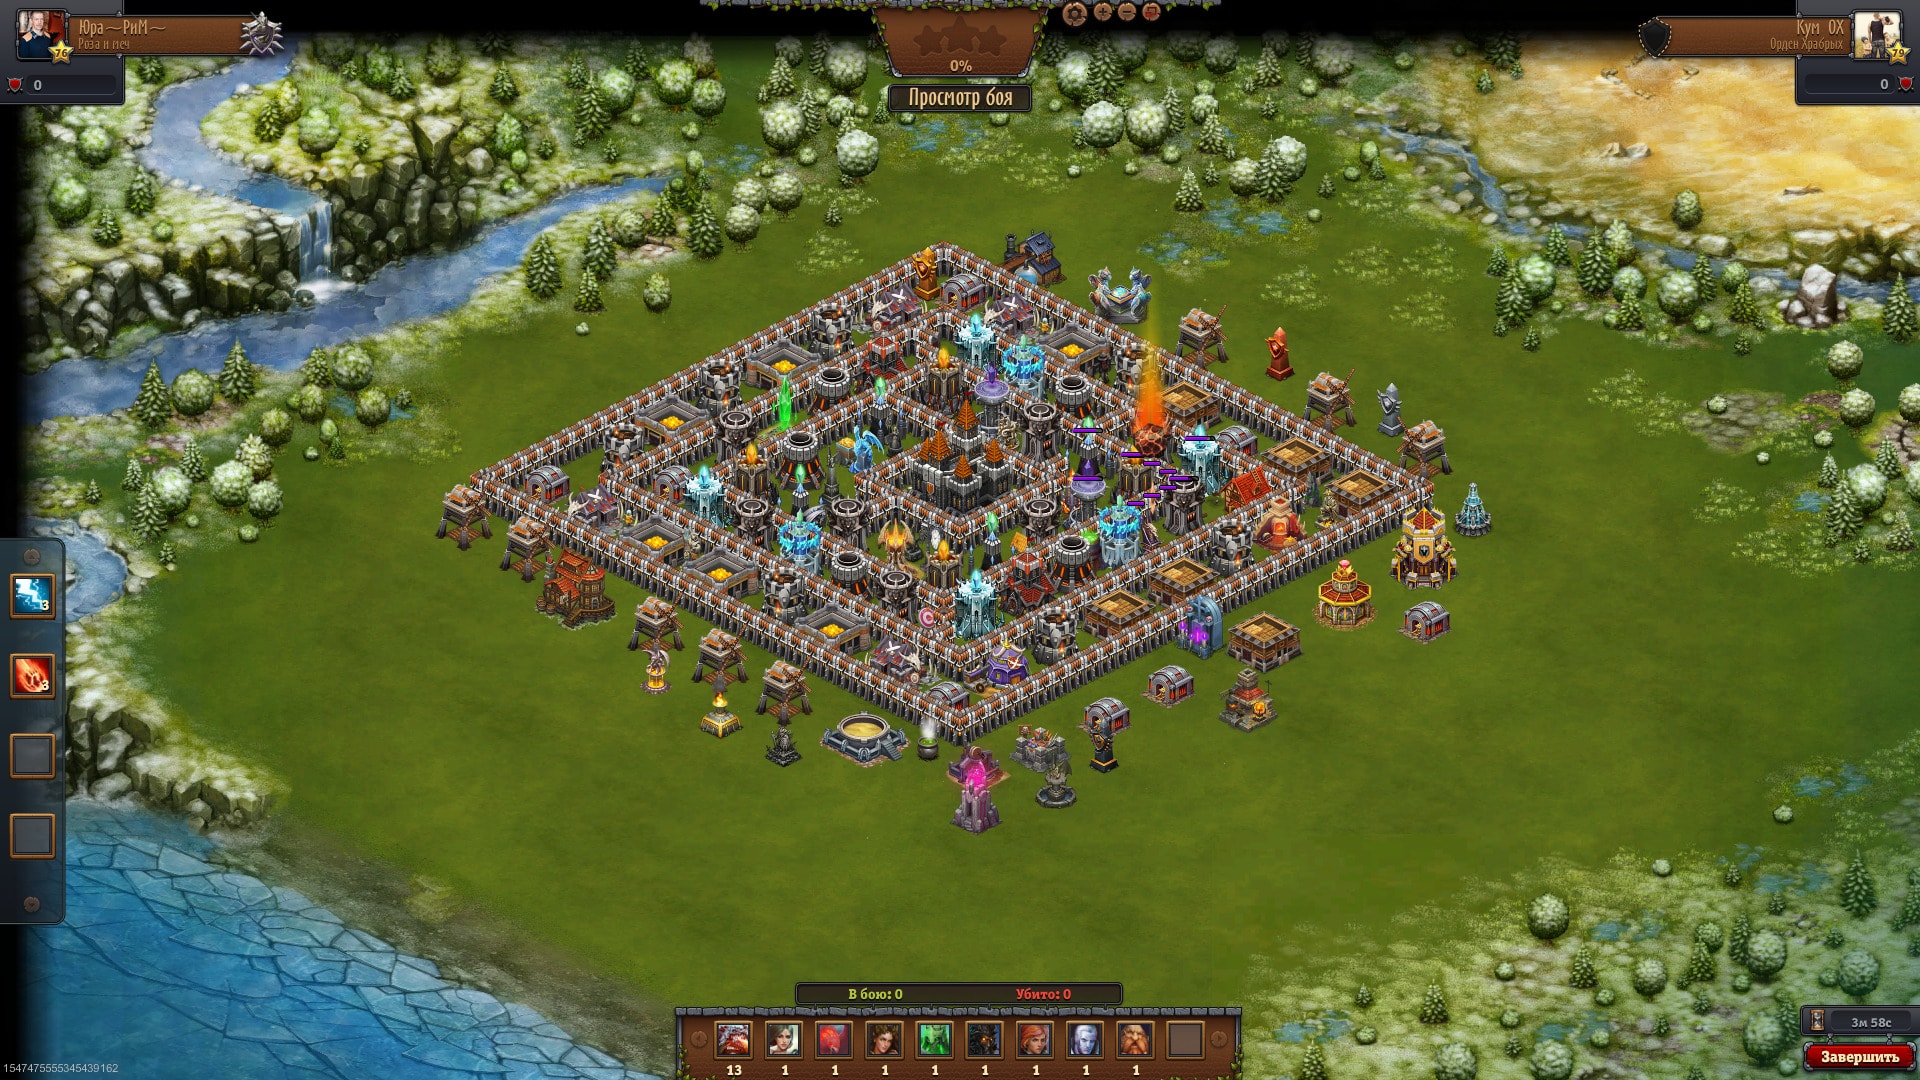 Юра~РиМ~
Роза и меч
76
0
0%
Просмотр боя
Кум ОХ
Орден Храбрых
79
0
3
3
В бою: 0
Убито: 0
13
1
1
1
1
1
1
1
1
3м 58с
Завершить
1547475555345439162